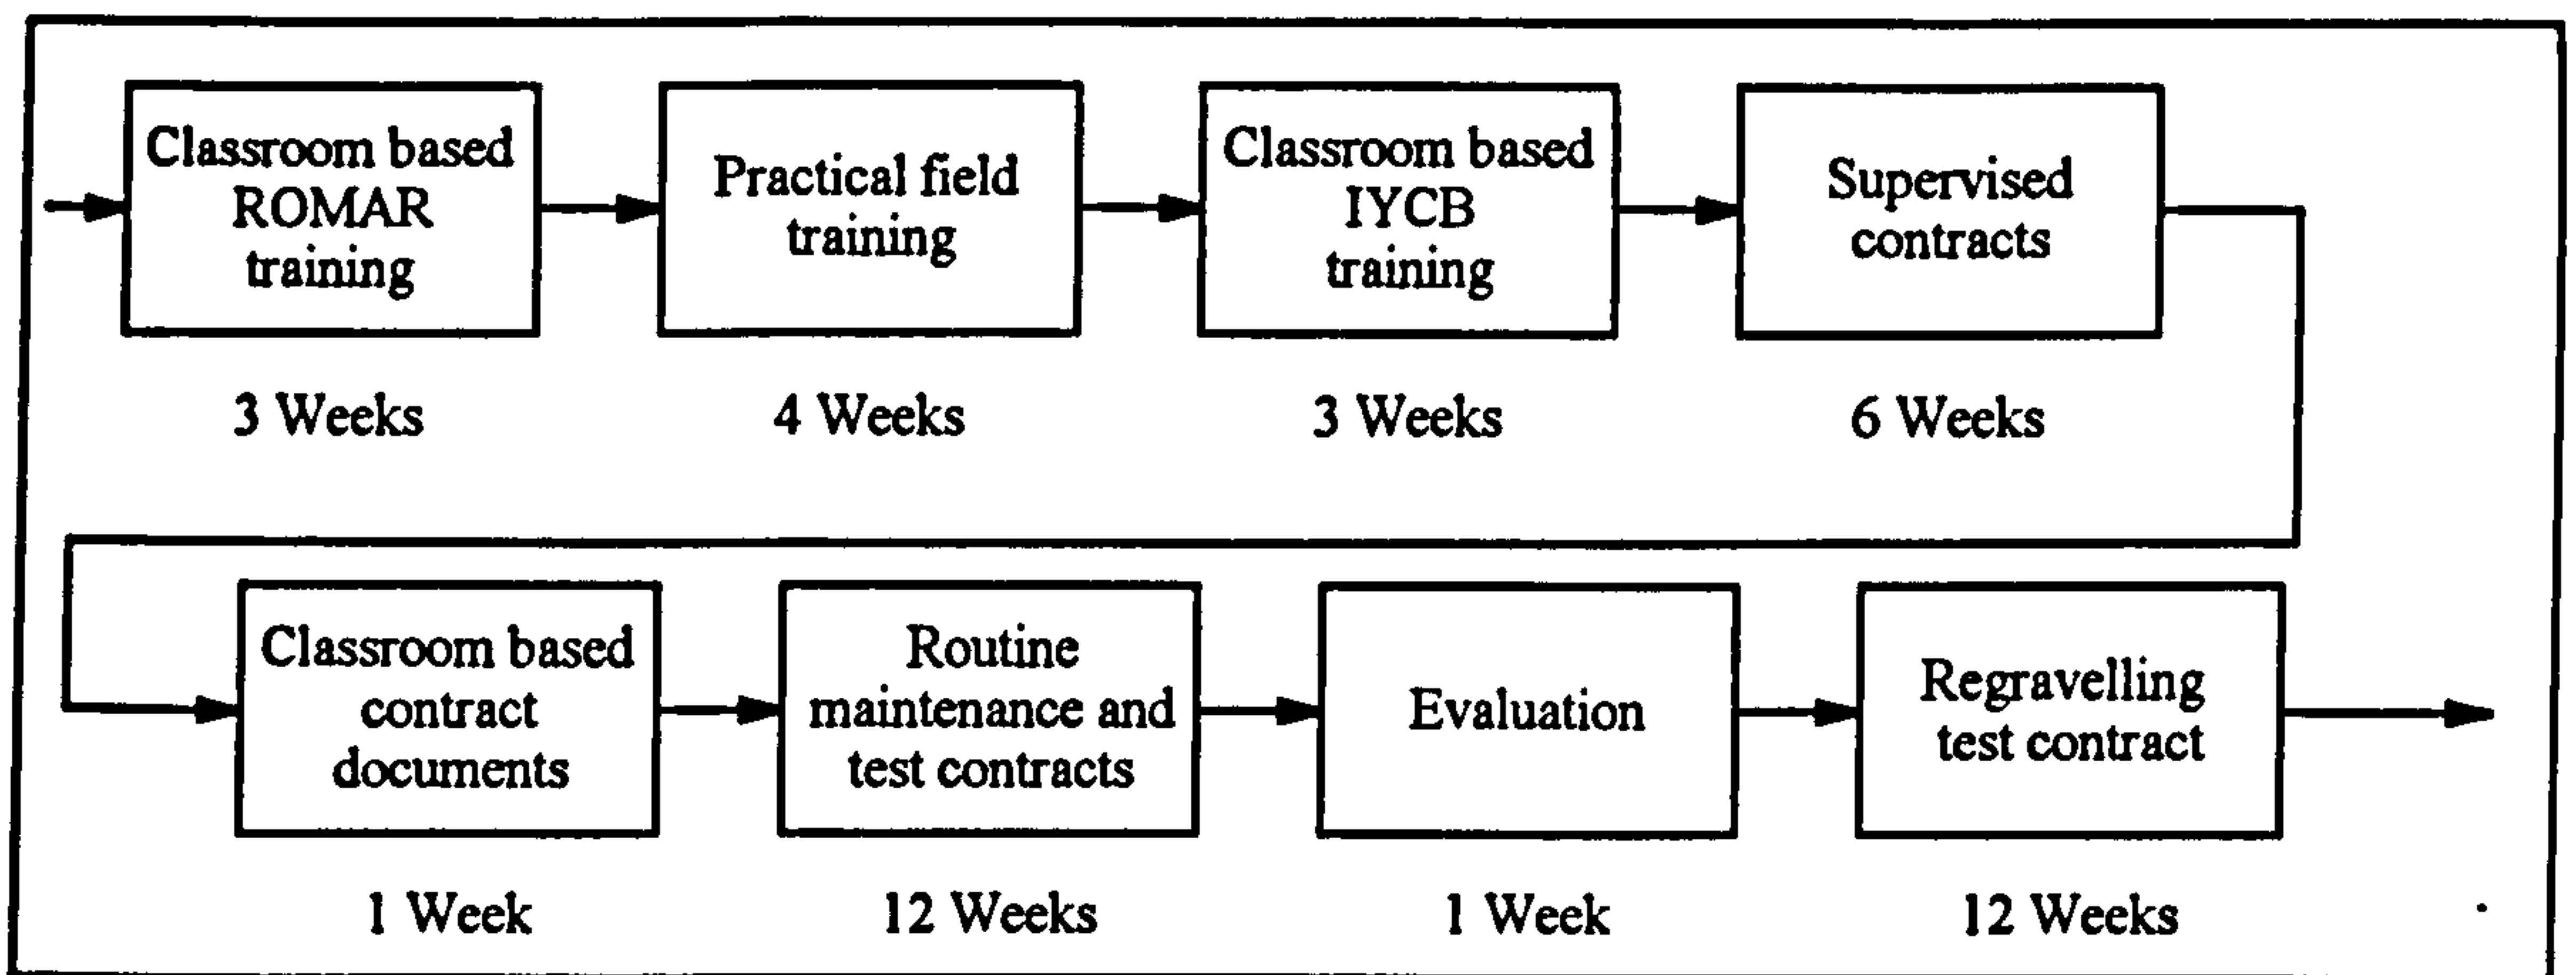 Classroom based
ROMAR
training
3 Weeks
Practical field
training
4 Weeks
Classroom based
IYCB
training
3 Weeks
Supervised
contracts
6 Weeks
Classroom based
contract
documents
1 Week
Routine
maintenance and
test contracts
12 Weeks
Evaluation
1 Week
Regravelling
test contract
12 Weeks